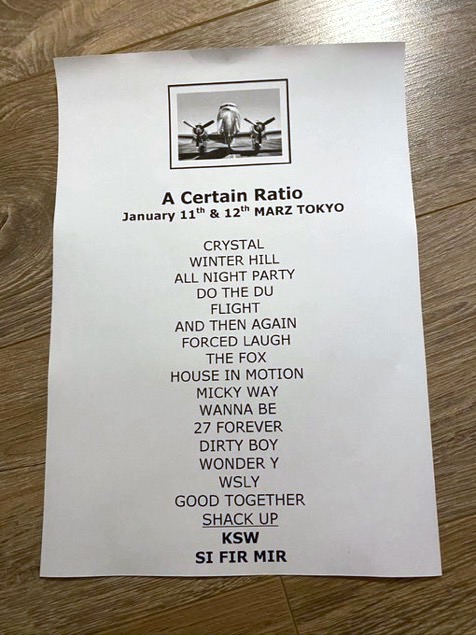 A Certain Ratio
January 11th & 12th MARZ TOKYO
CRYSTAL
WINTER HILL
ALL NIGHT PARTY
DO THE DU
FLIGHT
AND THEN AGAIN
FORCED LAUGH
THE FOX
HOUSE IN MOTION
MICKY WAY
WANNA BE
27 FOREVER
DIRTY BOY
WONDER Y
WSLY
GOOD TOGETHER
SHACK UP
KSW
SI FIR MIR